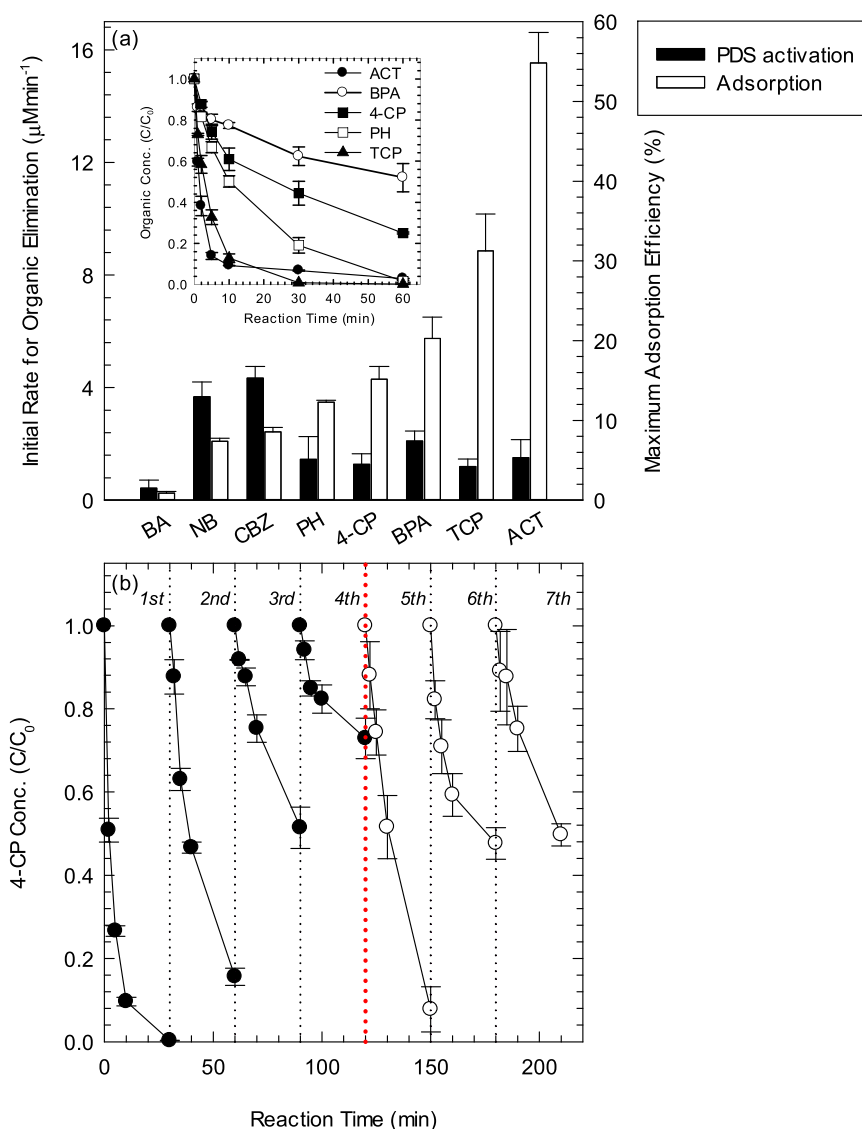 (a)
PDS activation
Adsorption
Initial Rate for Organic Elimination (μMmin⁻¹)
16
12
8
4
0
Maximum Adsorption Efficiency (%)
60
50
40
30
20
10
0
Organic Conc. (C/C₀)
1.0
0.8
0.6
0.4
0.2
0.0
ACT
BPA
4-CP
PH
TCP
0 10 20 30 40 50 60
Reaction Time (min)
BA NB CBZ PH 4-CP BPA TCP ACT
(b)
1st 2nd 3rd 4th 5th 6th 7th
4-CP Conc. (C/C₀)
1.0
0.8
0.6
0.4
0.2
0.0
0 50 100 150 200
Reaction Time (min)